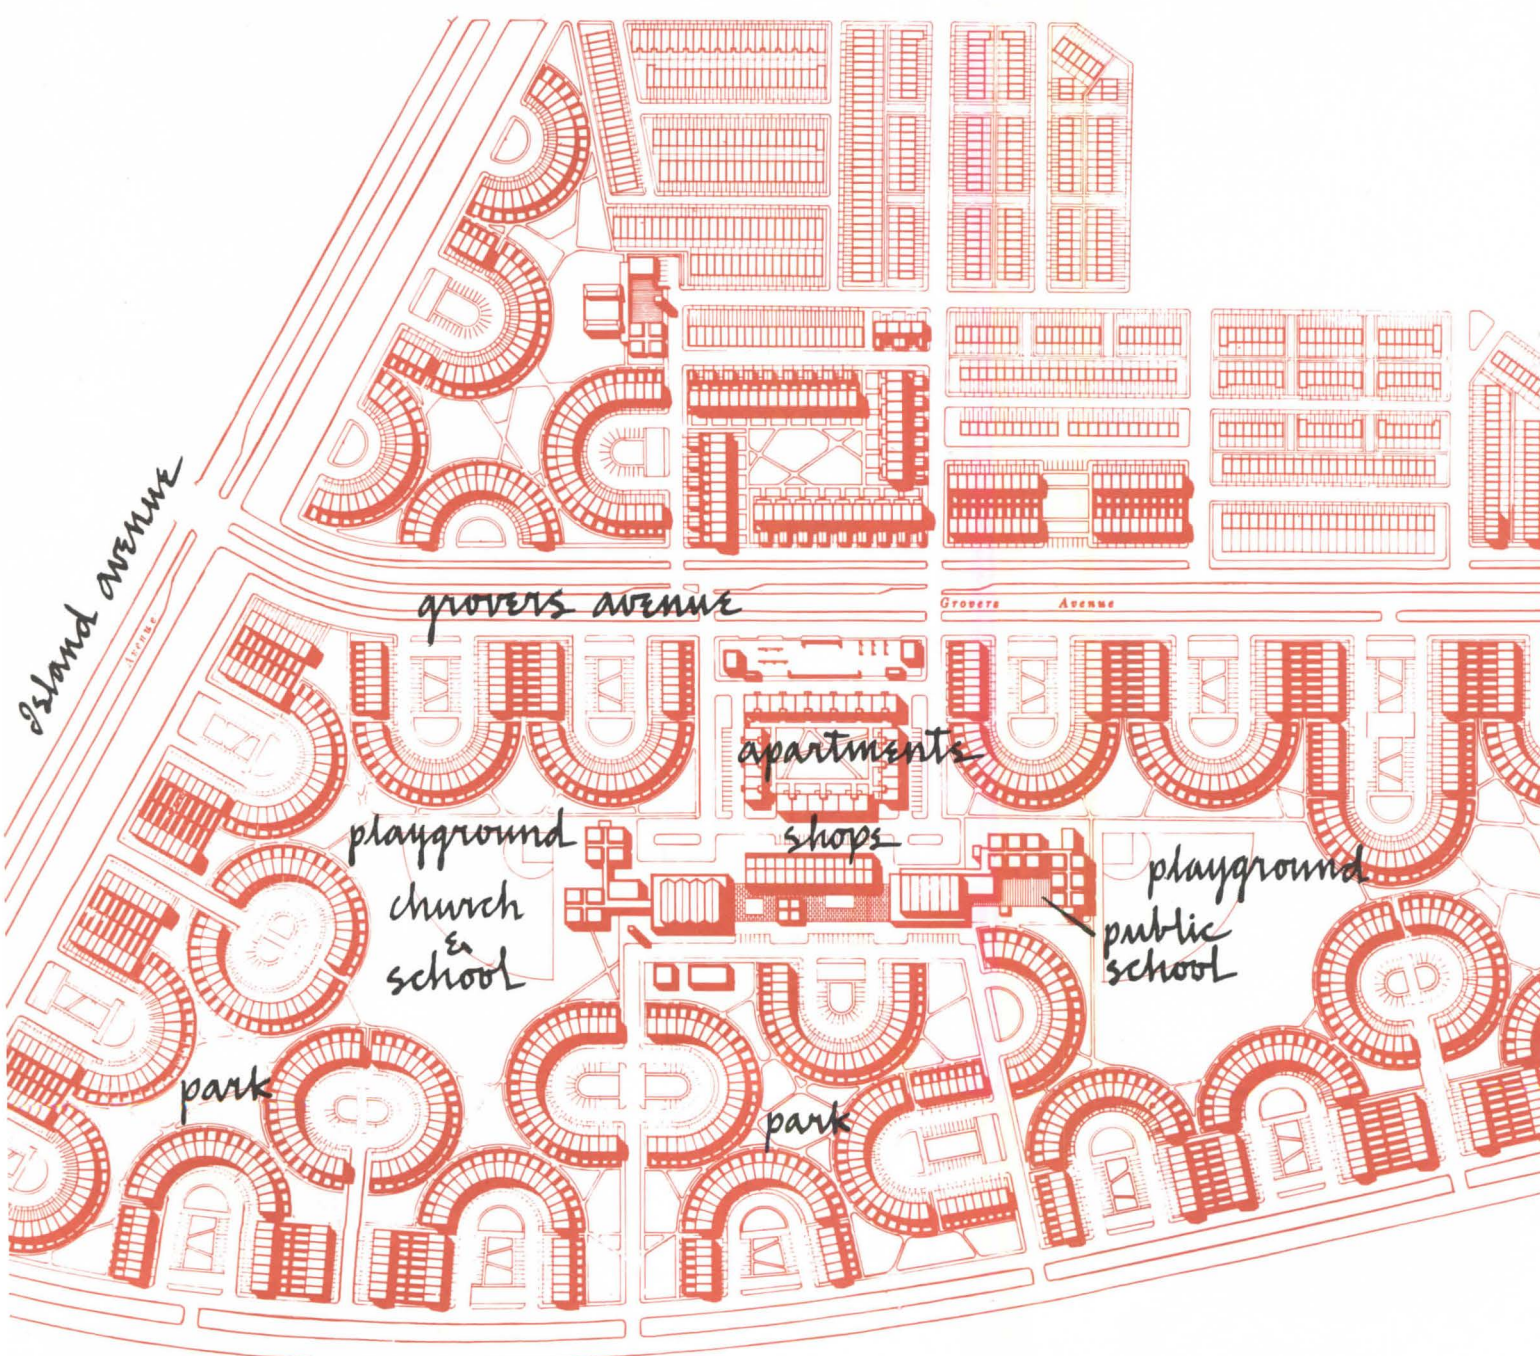 Island avenue
Avenue
grovers avenue
Grovers Avenue
apartments
shops
playground
church
&
school
playground
public
school
park
park